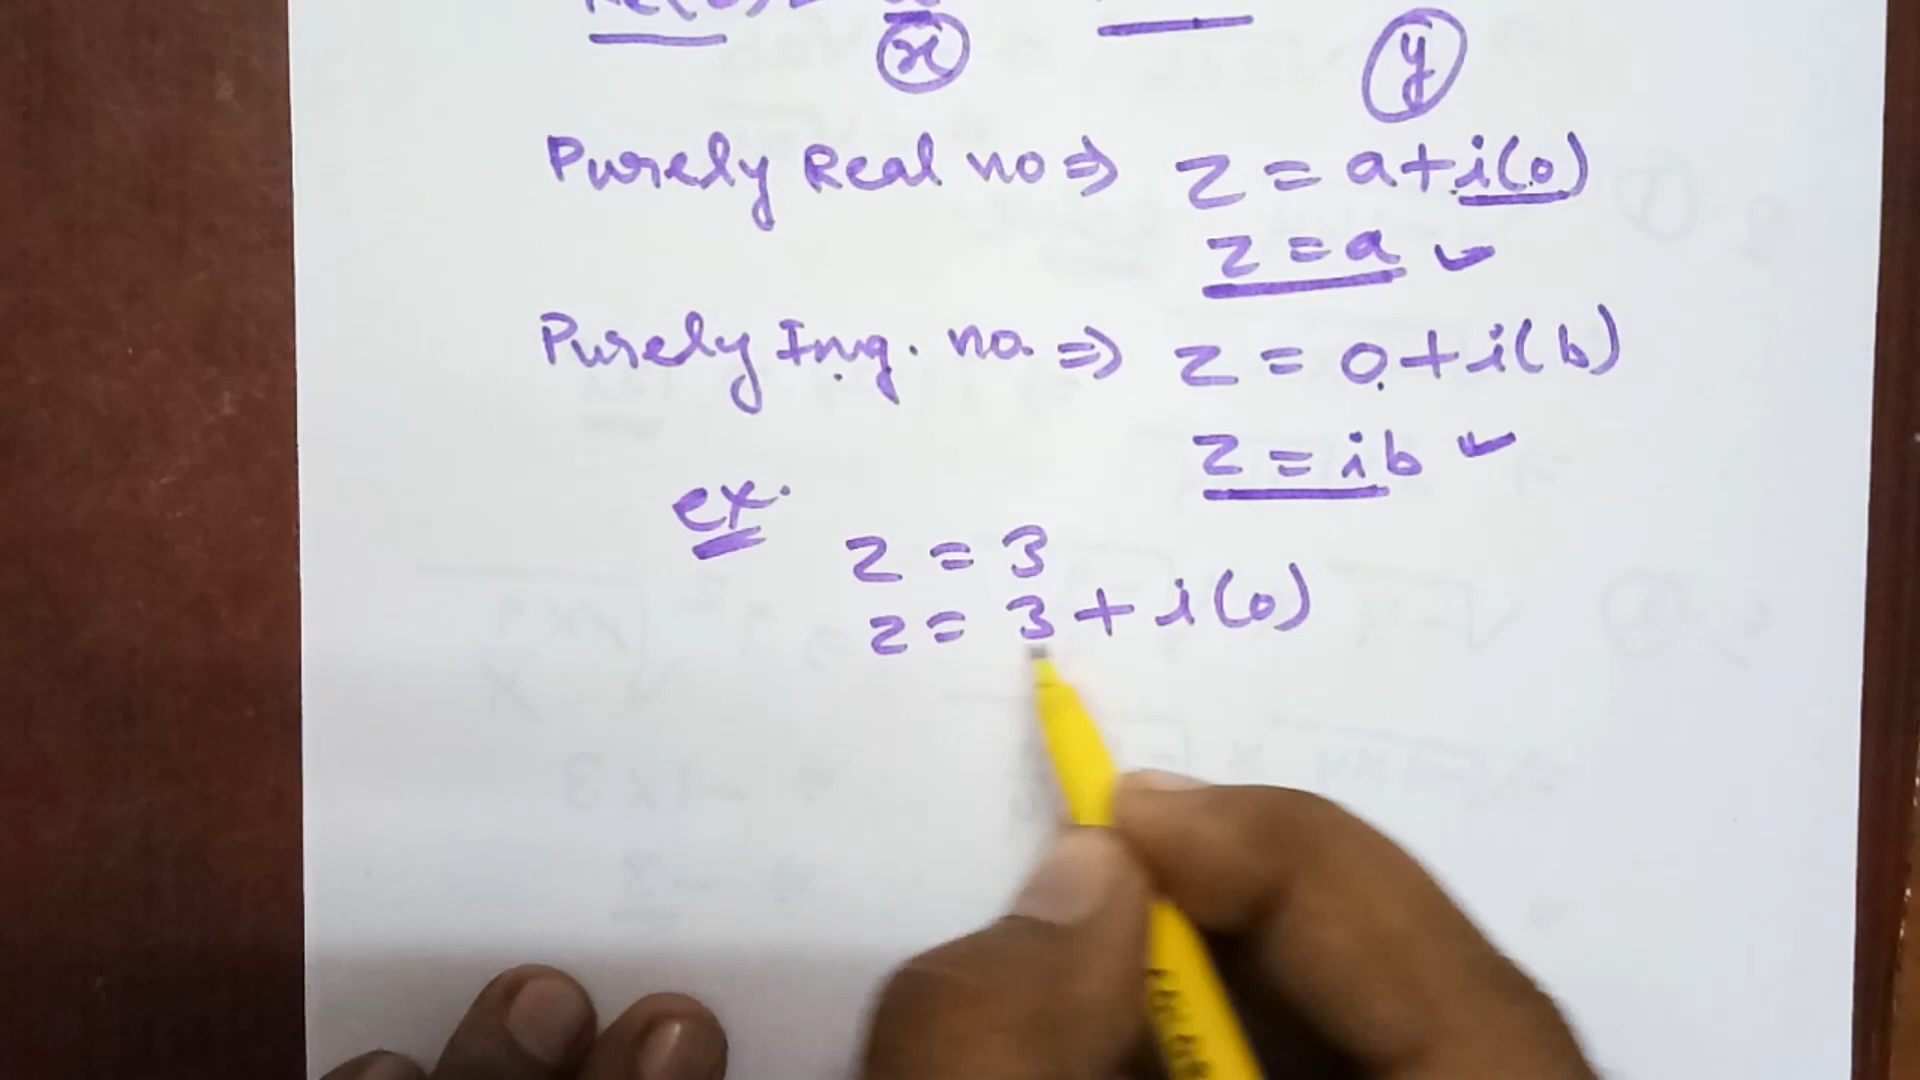 x y
Purely Real no ⇒ z = a + i(0)
z = a ✓
Purely Img. no. ⇒ z = 0 + i(b)
z = ib ✓
ex.
z = 3
z = 3 + i(0)